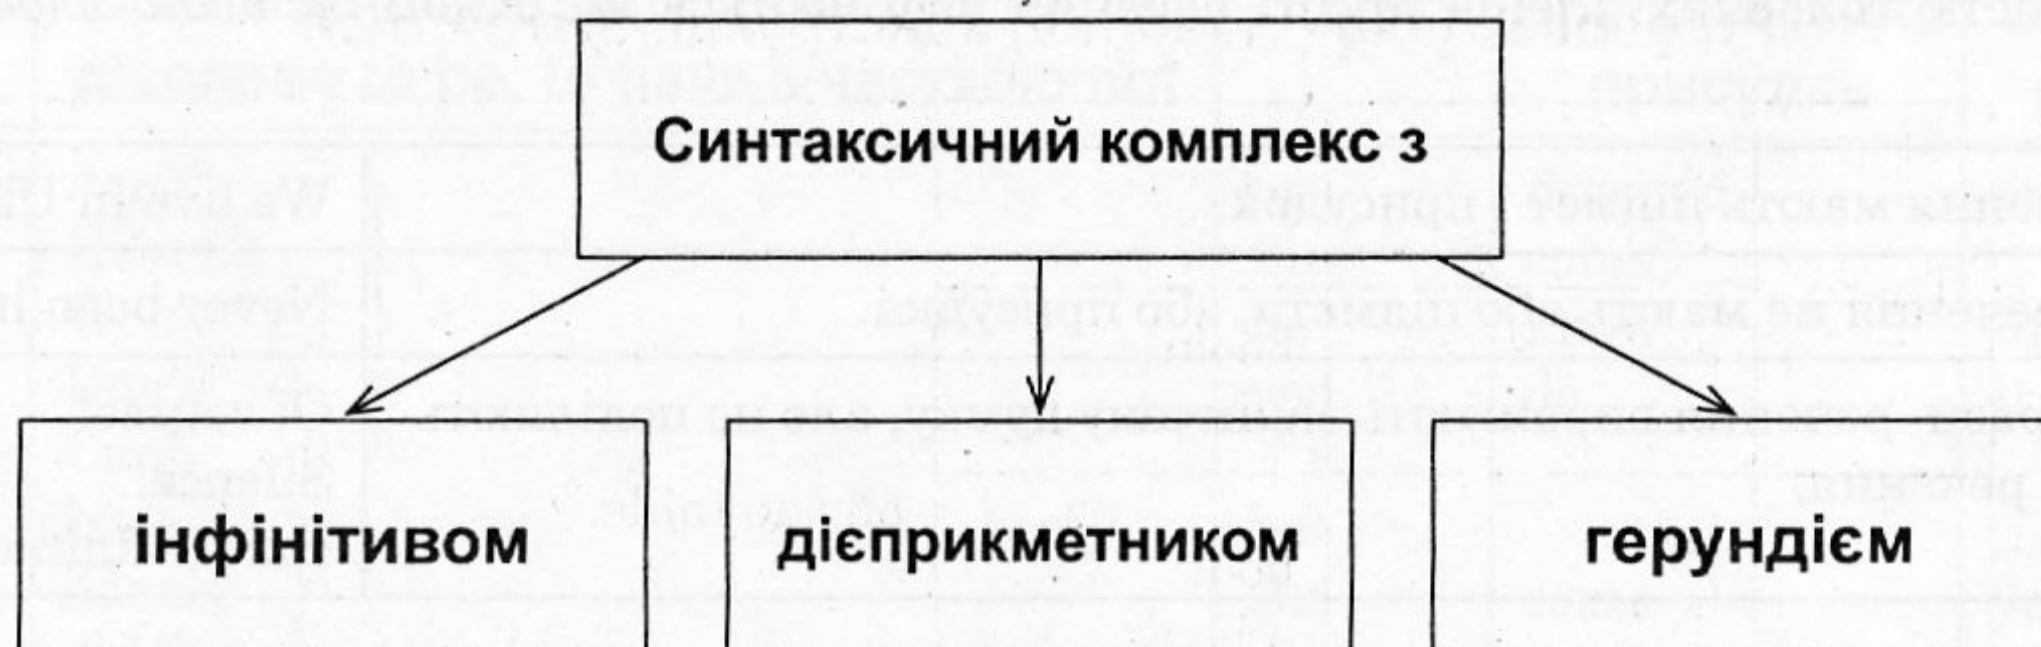 Синтаксичний комплекс з
інфінітивом
дієприкметником
герундієм